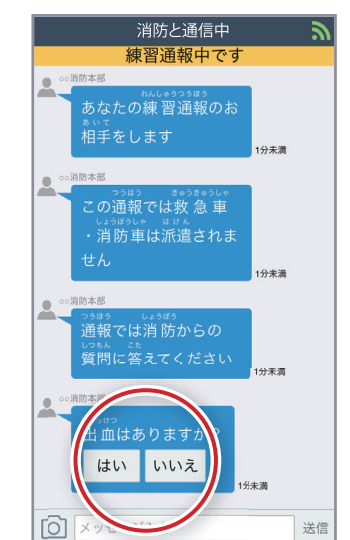 消防と通信中
練習通報中です
○○消防本部
れんしゅうつうほう
あなたの練習通報のお
あいて
相手をします
1分未満
○○消防本部
つうほう きゅうきゅうしゃ
この通報では救急車
しょうぼうしゃ はけん
・消防車は派遣されま
せん
1分未満
○○消防本部
つうほう しょうぼう
通報では消防からの
しつもん こた
質問に答えてください
1分未満
○○消防本部
っけつ
出血はありますか?
はい いいえ
1分未満
メッセ 送信